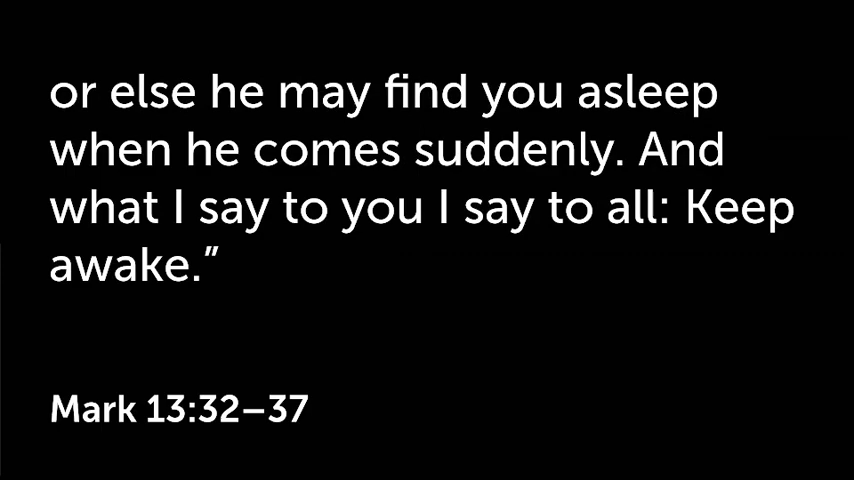 or else he may find you asleep
when he comes suddenly. And
what I say to you I say to all: Keep
awake.”
Mark 13:32–37